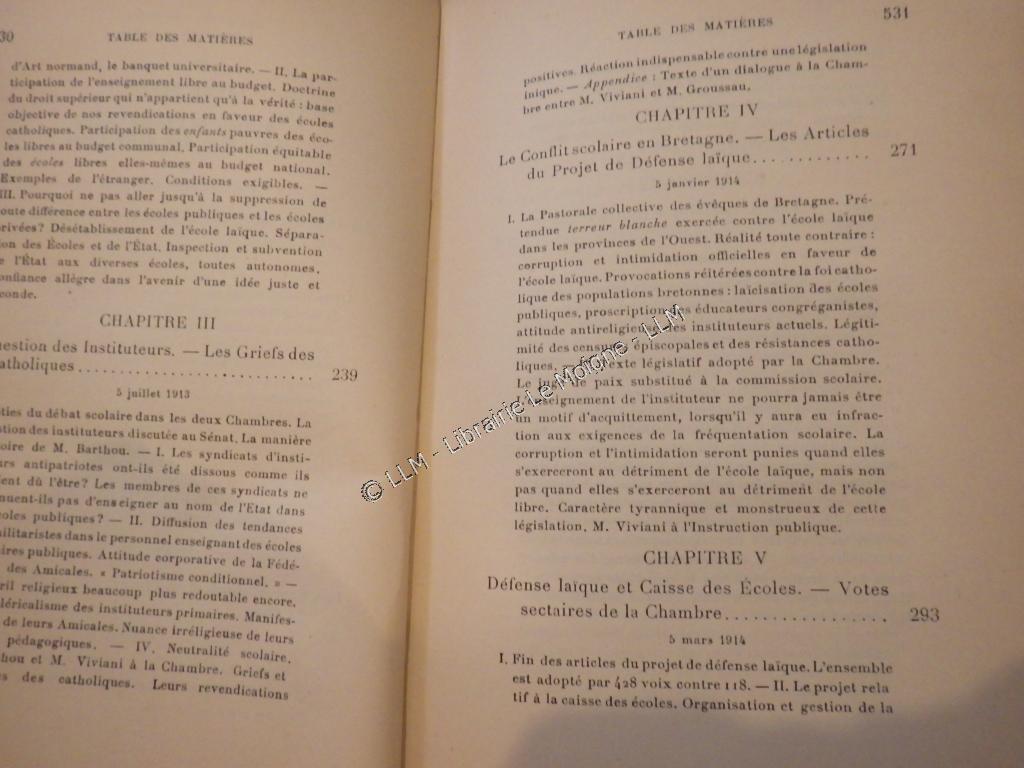 30 TABLE DES MATIÈRES
d'Art normand, le banquet universitaire. — II. La par-
ticipation de l'enseignement libre au budget. Doctrine
du droit supérieur qui n'appartient qu'à la vérité : base
objective de nos revendications en faveur des écoles
catholiques. Participation des enfants pauvres des éco-
les libres au budget communal. Participation équitable
des écoles libres elles-mêmes au budget national.
Exemples de l'étranger. Conditions exigibles. —
III. Pourquoi ne pas aller jusqu'à la suppression de
oute différence entre les écoles publiques et les écoles
privées? Désétablissement de l'école laïque. Sépara-
ion des Écoles et de l'État. Inspection et subvention
e l'État aux diverses écoles, toutes autonomes.
onfiance allègre dans l'avenir d'une idée juste et
conde.
CHAPITRE III
uestion des Instituteurs. — Les Griefs des
atholiques . . . . . . . . . . . . . . . . . . . . . . . . . . 239
5 juillet 1913
ties du débat scolaire dans les deux Chambres. La
stion des instituteurs discutée au Sénat. La manière
oire de M. Barthou. — I. Les syndicats d'insti-
urs antipatriotes ont-ils été dissous comme ils
ient dû l'être? Les membres de ces syndicats ne
nuent-ils pas d'enseigner au nom de l'Etat dans
coles publiques? — II. Diffusion des tendances
ilitaristes dans le personnel enseignant des écoles
ires publiques. Attitude corporative de la Fédé-
des Amicales. « Patriotisme conditionnel. » —
ril religieux beaucoup plus redoutable encore.
léricalisme des instituteurs primaires. Manifes-
de leurs Amicales. Nuance irréligieuse de leurs
pédagogiques. — IV. Neutralité scolaire.
hou et M. Viviani à la Chambre. Griefs et
es des catholiques. Leurs revendications
TABLE DES MATIÈRES 531
positives. Réaction indispensable contre une législation
inique. — Appendice : Texte d'un dialogue à la Cham-
bre entre M. Viviani et M. Groussau.
CHAPITRE IV
Le Conflit scolaire en Bretagne. — Les Articles
du Projet de Défense laïque . . . . . . . . . . . . . 271
5 janvier 1914
I. La Pastorale collective des évêques de Bretagne. Pré-
tendue terreur blanche exercée contre l'école laïque
dans les provinces de l'Ouest. Réalité toute contraire :
corruption et intimidation officielles en faveur de
l'école laïque. Provocations réitérées contre la foi catho-
lique des populations bretonnes : laïcisation des écoles
publiques, proscription des éducateurs congréganistes,
attitude antireligieuse des instituteurs actuels. Légiti-
mité des censures épiscopales et des résistances catho-
liques. Texte législatif adopté par la Chambre.
Le juge de paix substitué à la commission scolaire.
L'enseignement de l'instituteur ne pourra jamais être
un motif d'acquittement, lorsqu'il y aura eu infrac-
tion aux exigences de la fréquentation scolaire. La
corruption et l'intimidation seront punies quand elles
s'exerceront au détriment de l'école laïque, mais non
pas quand elles s'exerceront au détriment de l'école
libre. Caractère tyrannique et monstrueux de cette
législation. M. Viviani à l'Instruction publique.
CHAPITRE V
Défense laïque et Caisse des Écoles. — Votes
sectaires de la Chambre . . . . . . . . . . . . . . . . . 293
5 mars 1914
I. Fin des articles du projet de défense laïque. L'ensemble
est adopté par 428 voix contre 118. — II. Le projet rela
tif à la caisse des écoles. Organisation et gestion de la
© LLM - Librairie Le Moigne - LLM